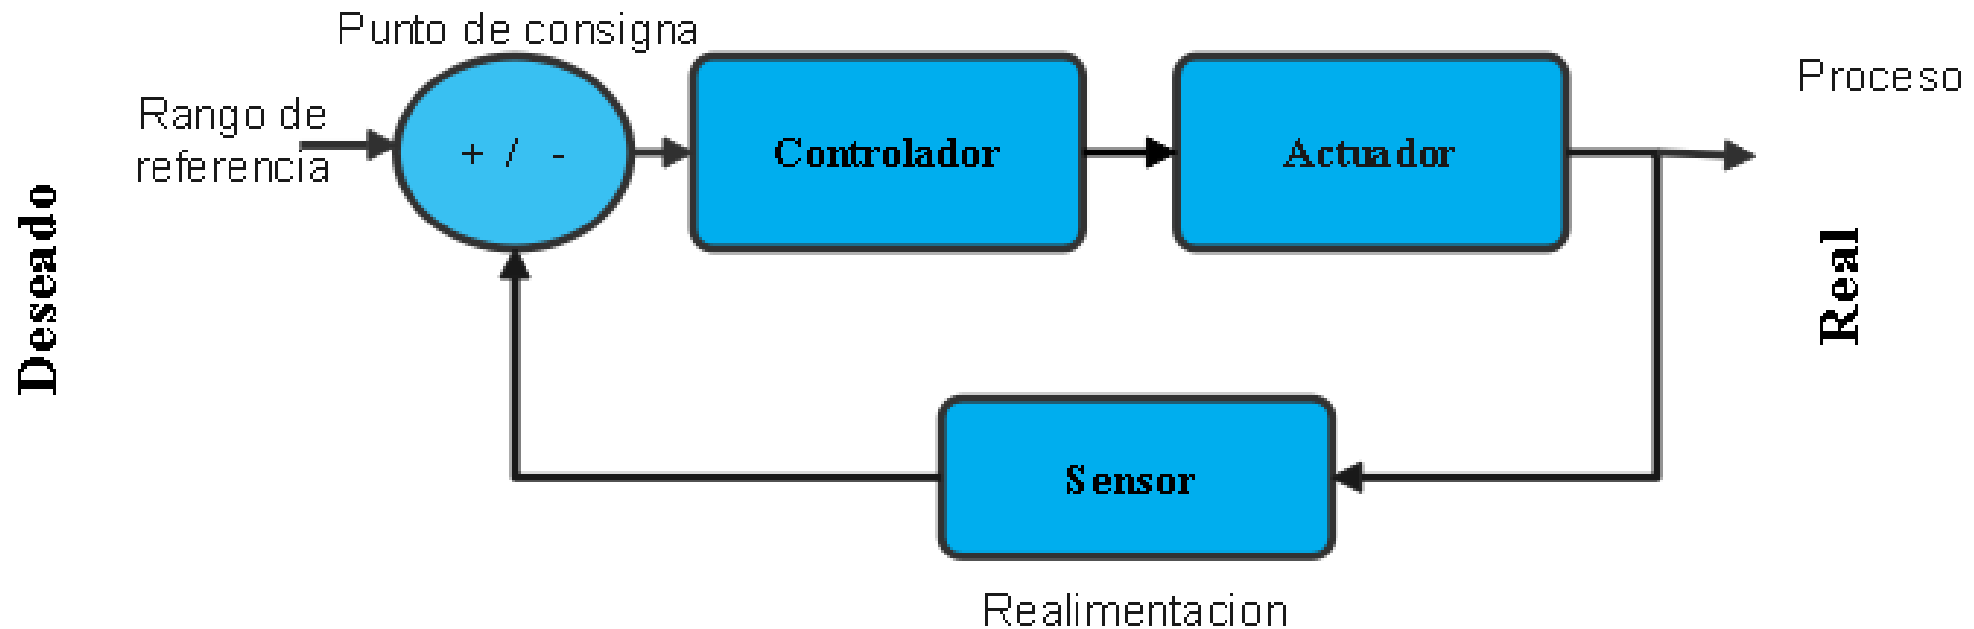 Punto de consigna
Rango de
referencia
+ / -
Controlador
Actuador
Proceso
Deseado
Real
Sensor
Realimentacion